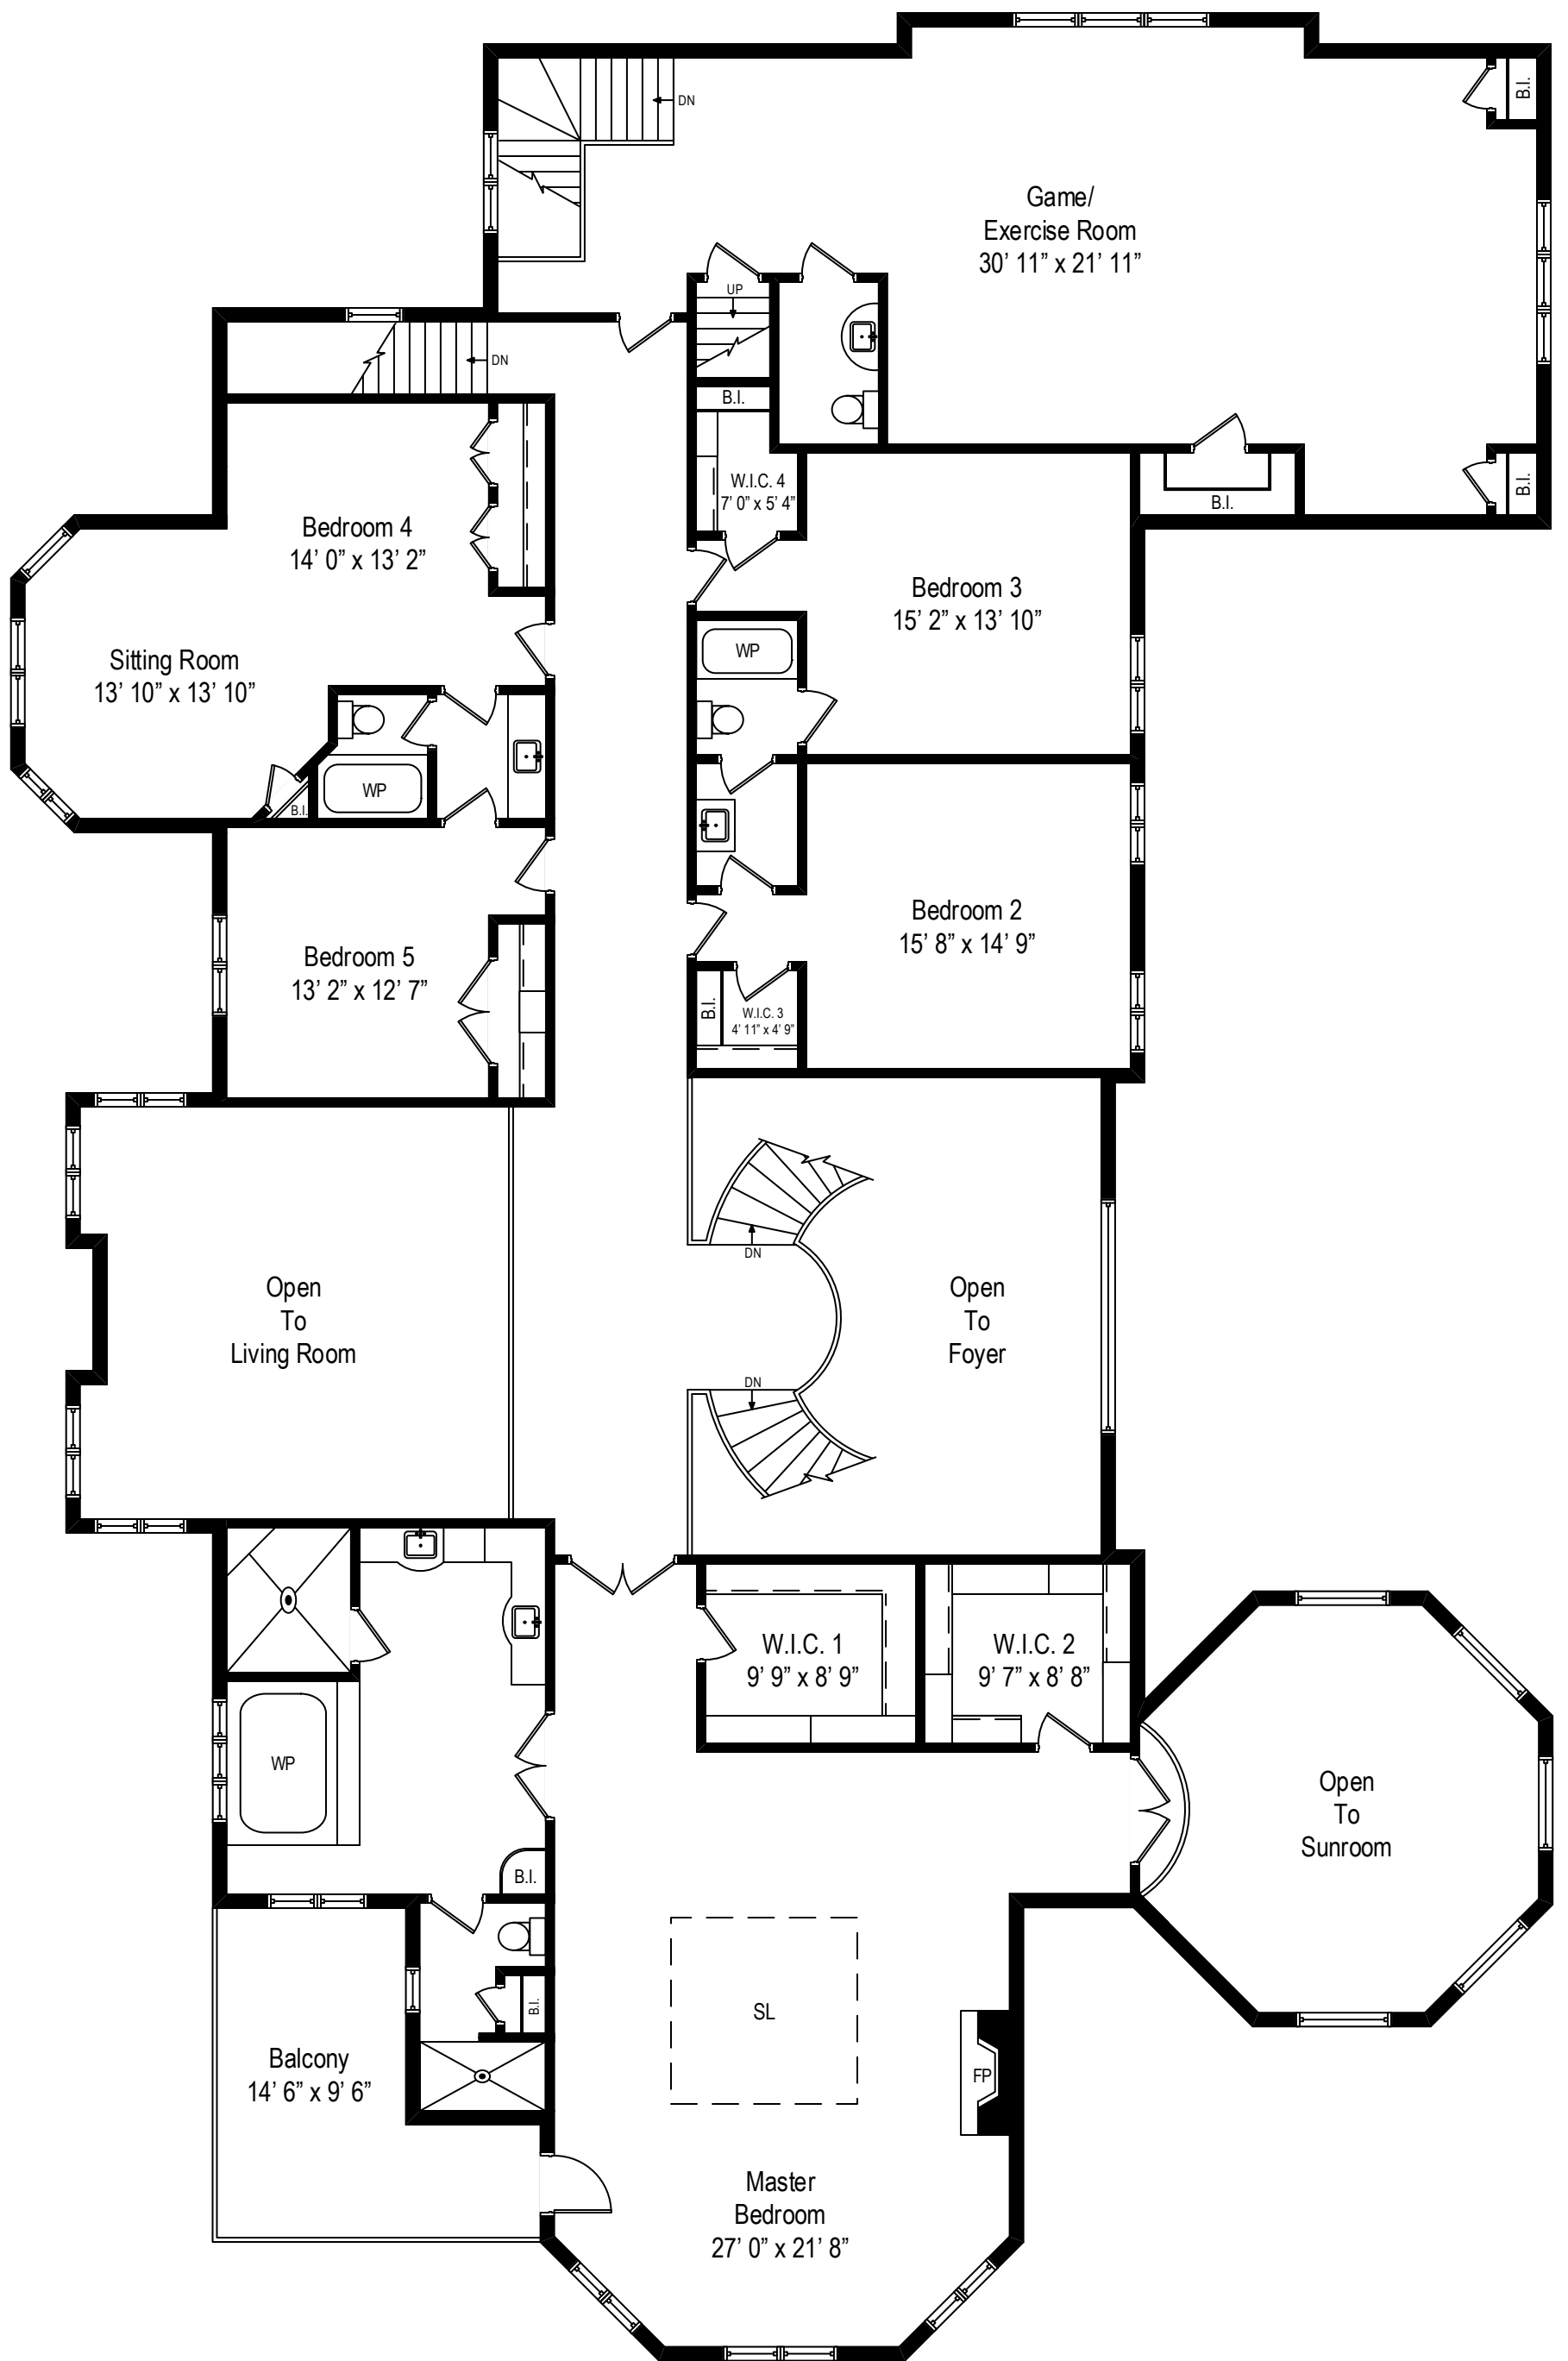 DN
B.I.
Game/
Exercise Room
30’ 11” x 21’ 11”
UP
DN
B.I.
W.I.C. 4
7’ 0” x 5’ 4”
B.I.
B.I.
Bedroom 4
14’ 0” x 13’ 2”
Bedroom 3
15’ 2” x 13’ 10”
Sitting Room
13’ 10” x 13’ 10”
WP
WP
B.I.
Bedroom 2
15’ 8” x 14’ 9”
Bedroom 5
13’ 2” x 12’ 7”
B.I.
W.I.C. 3
4’ 11” x 4’ 9”
DN
Open
To
Living Room
Open
To
Foyer
DN
W.I.C. 1
9’ 9” x 8’ 9”
W.I.C. 2
9’ 7” x 8’ 8”
WP
Open
To
Sunroom
B.I.
B.I.
SL
Balcony
14’ 6” x 9’ 6”
FP
Master
Bedroom
27’ 0” x 21’ 8”